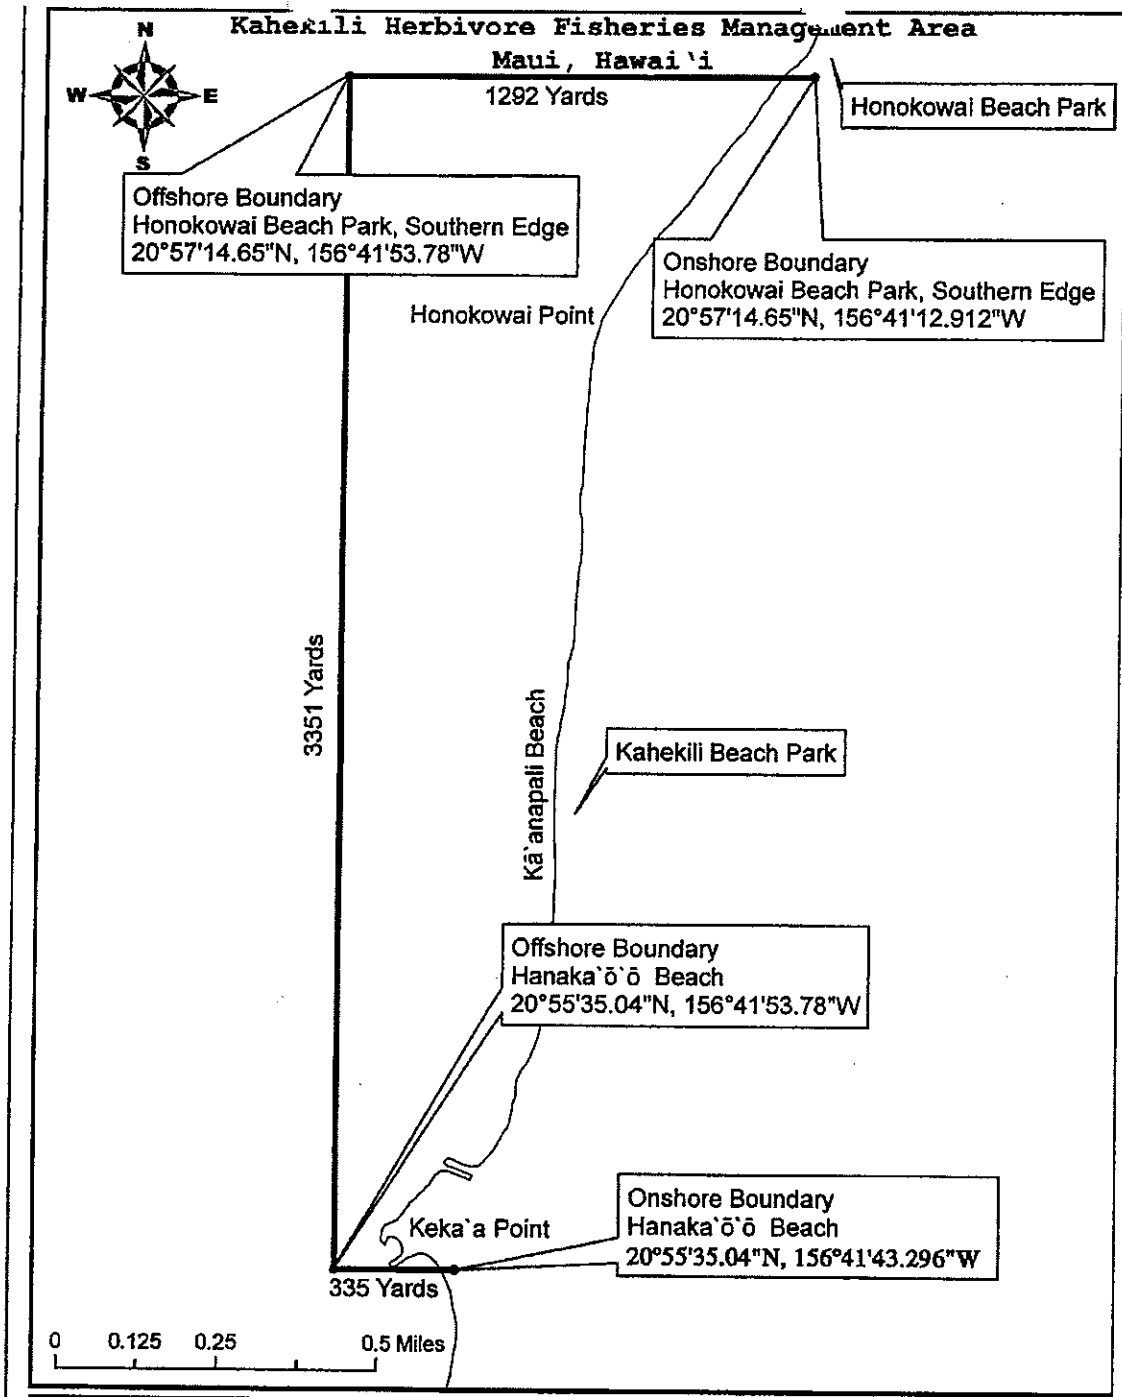 Kahekili Herbivore Fisheries Management Area
Maui, Hawai'i
N
W
E
S
1292 Yards
Honokowai Beach Park
Offshore Boundary
Honokowai Beach Park, Southern Edge
20°57'14.65"N, 156°41'53.78"W
Onshore Boundary
Honokowai Beach Park, Southern Edge
20°57'14.65"N, 156°41'12.912"W
Honokowai Point
3351 Yards
Kā`anapali Beach
Kahekili Beach Park
Offshore Boundary
Hanaka`ō`ō Beach
20°55'35.04"N, 156°41'53.78"W
Onshore Boundary
Hanaka`ō`ō Beach
20°55'35.04"N, 156°41'43.296"W
Keka`a Point
335 Yards
0 0.125 0.25 0.5 Miles